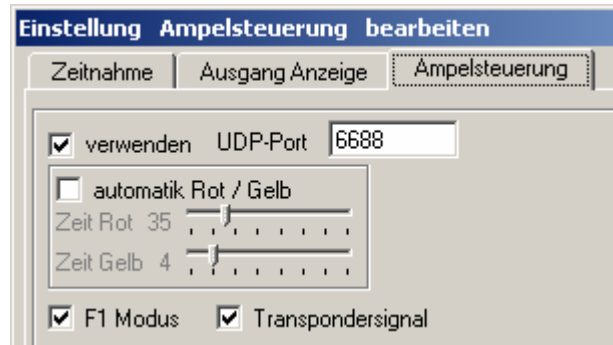 Einstellung Ampelsteuerung bearbeiten
Zeitnahme Ausgang Anzeige Ampelsteuerung
verwenden UDP-Port 6688
automatik Rot / Gelb
Zeit Rot 35
Zeit Gelb 4
F1 Modus Transpondersignal